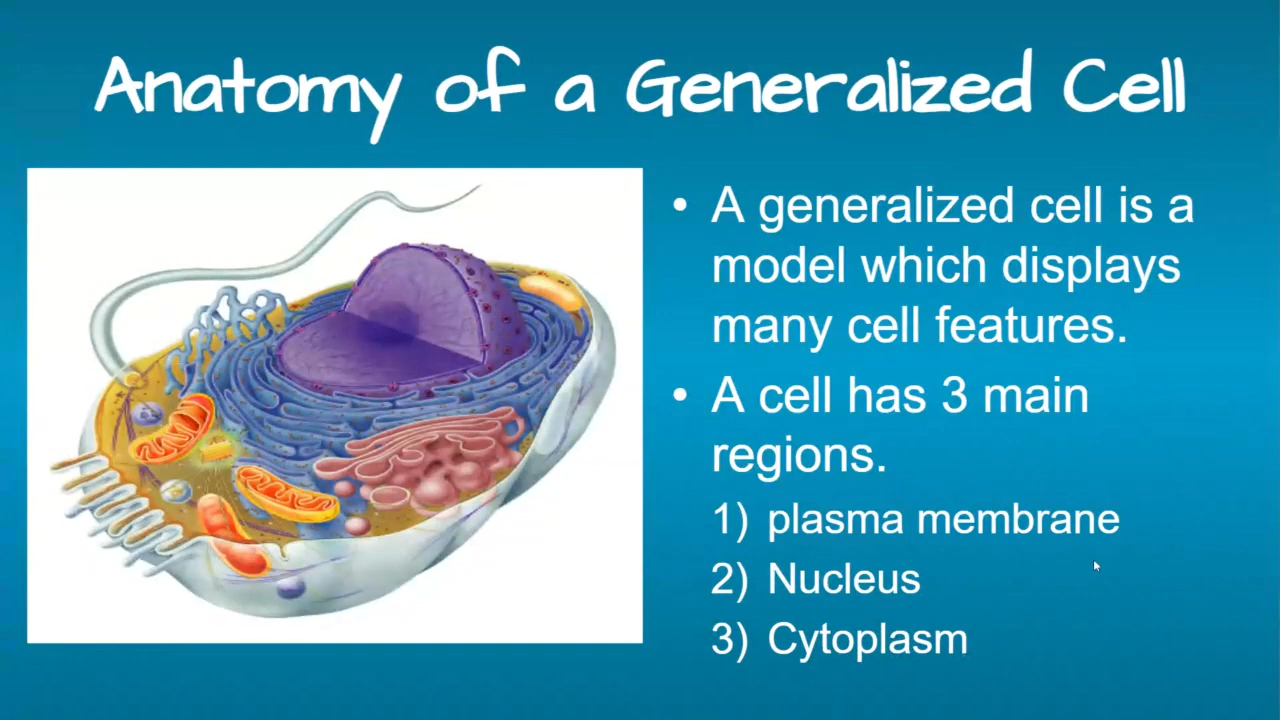 Anatomy of a Generalized Cell
• A generalized cell is a
model which displays
many cell features.
• A cell has 3 main
regions.
1) plasma membrane
2) Nucleus
3) Cytoplasm